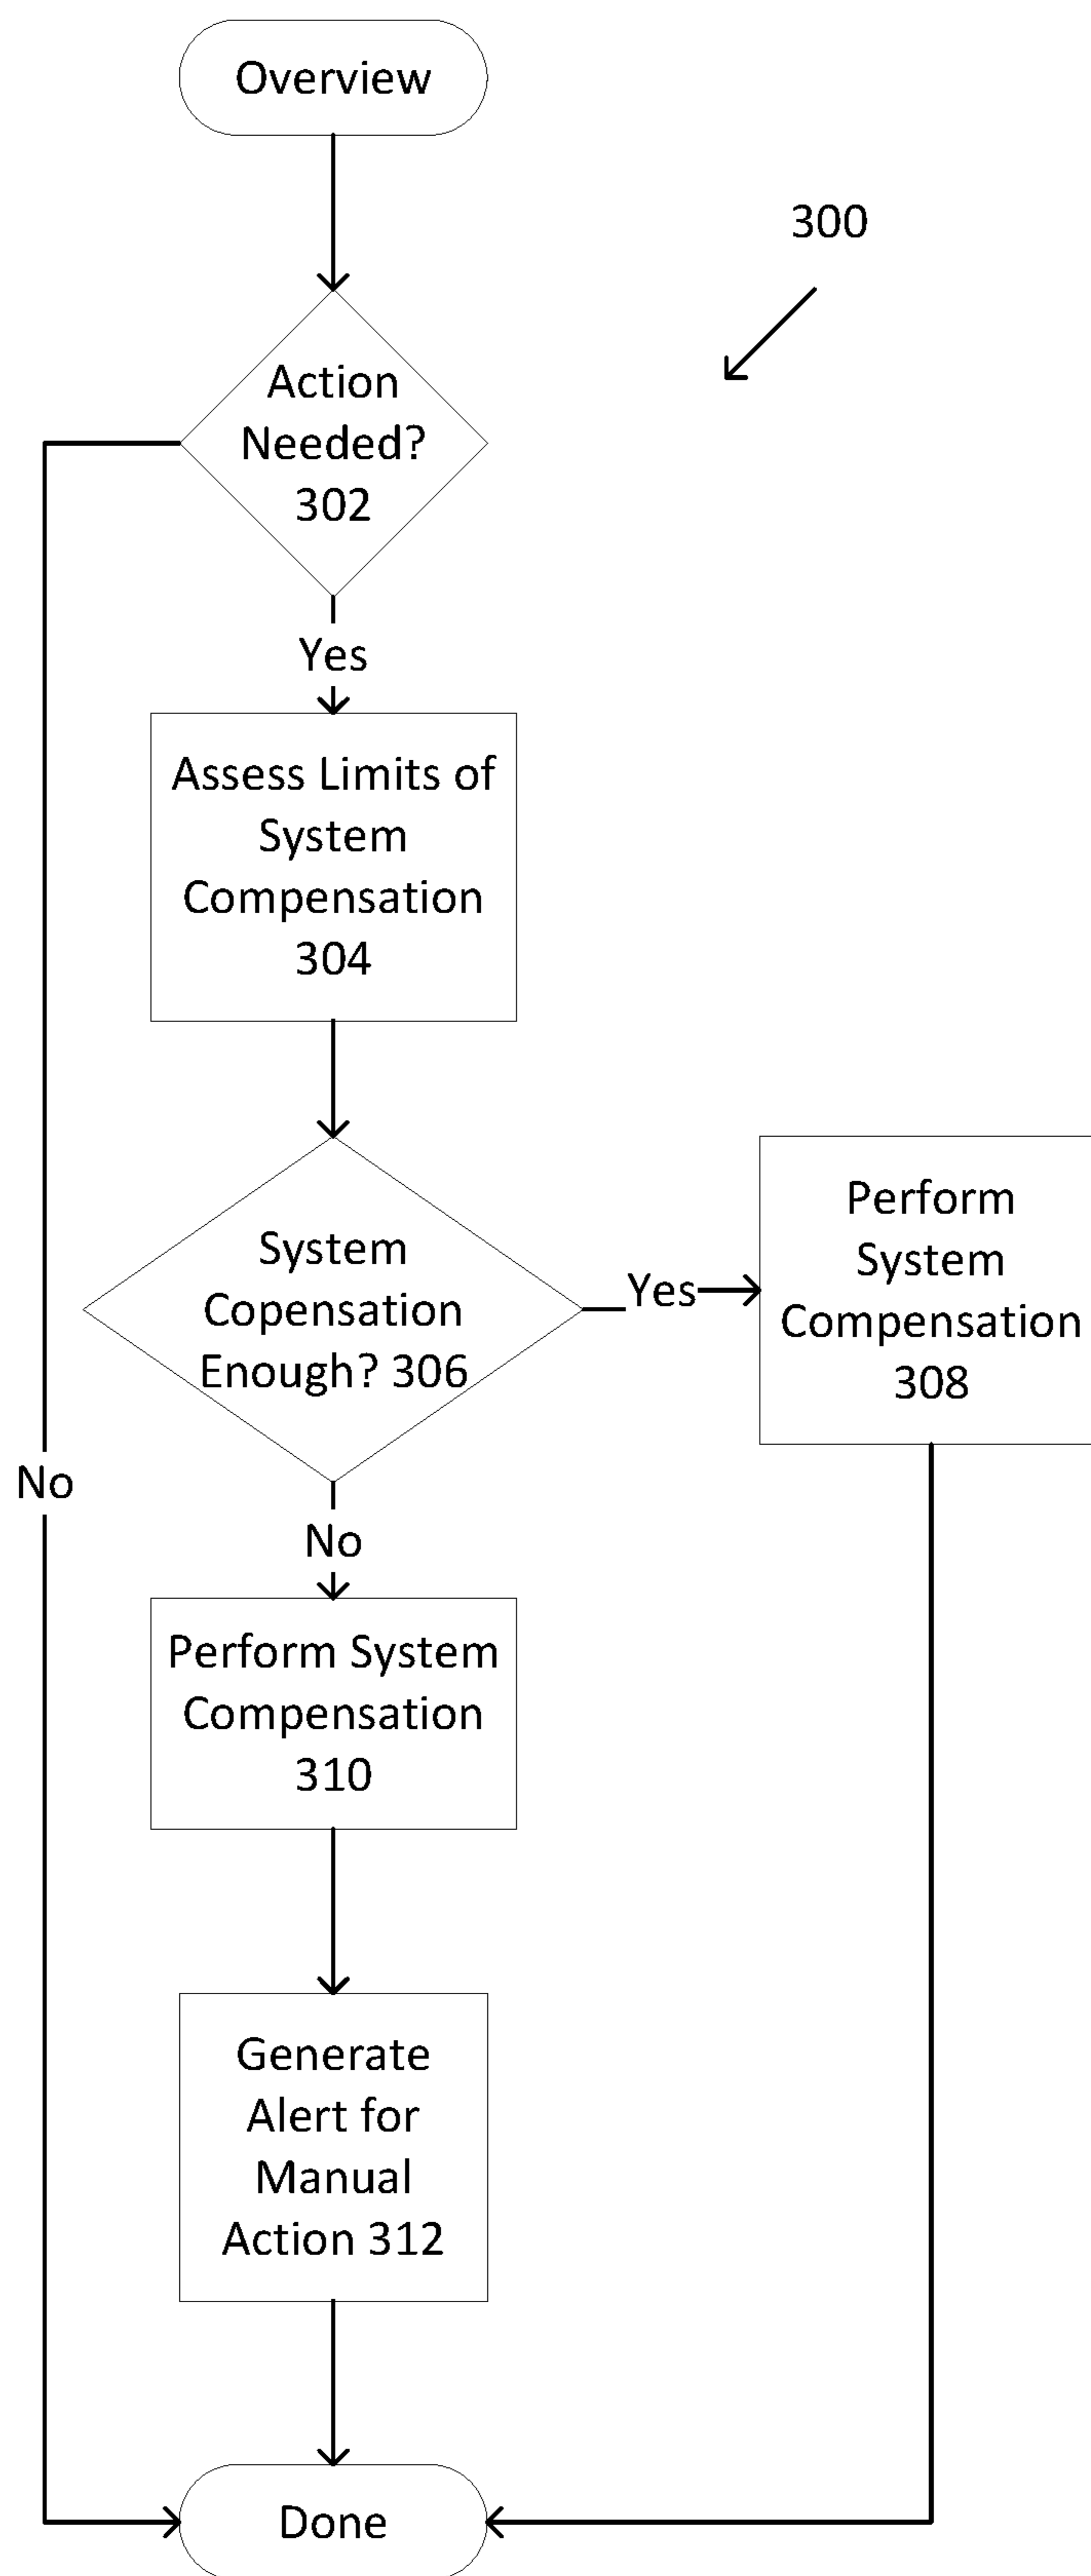 Overview
300
Action
Needed?
302
Yes
Assess Limits of
System
Compensation
304
System
Copensation
Enough? 306
Yes
Perform
System
Compensation
308
No
No
Perform System
Compensation
310
Generate
Alert for
Manual
Action 312
Done